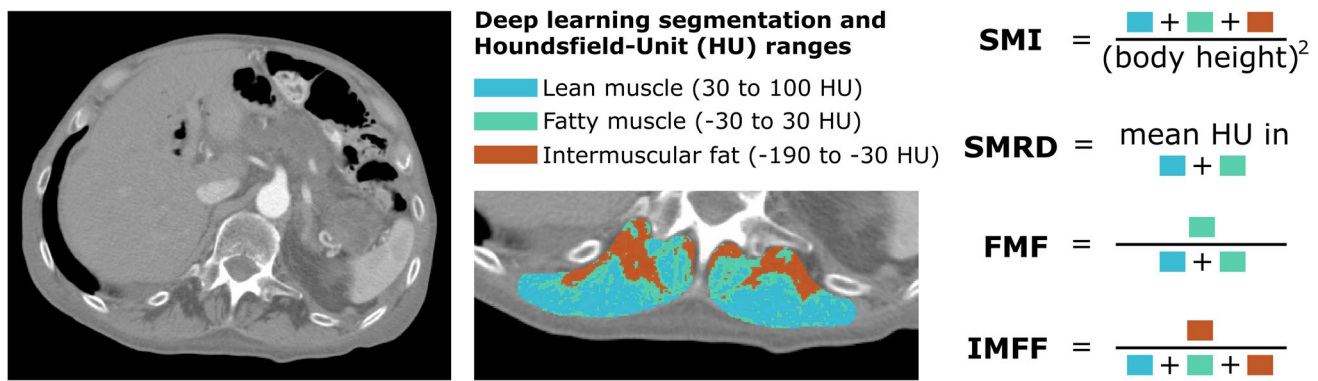 Deep learning segmentation and
Houndsfield-Unit (HU) ranges
Lean muscle (30 to 100 HU)
Fatty muscle (-30 to 30 HU)
Intermuscular fat (-190 to -30 HU)
SMI = + +
(body height)2
SMRD = mean HU in
+
FMF =
+
IMFF =
+ +